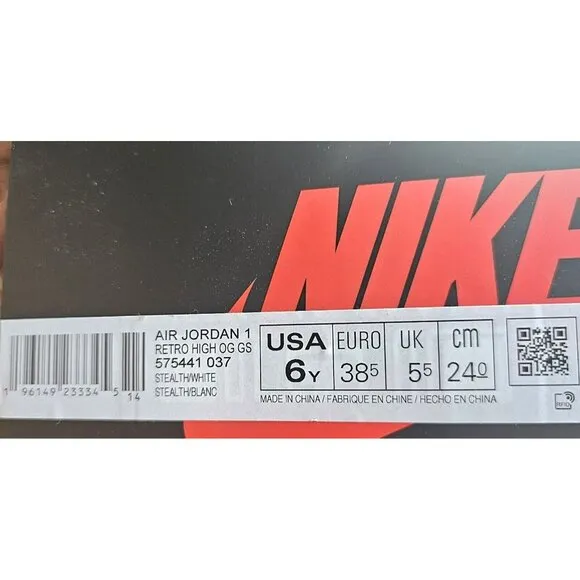 NIKE
AIR JORDAN 1
RETRO HIGH OG GS
575441 037
STEALTH/WHITE
STEALTH/BLANC
1 96149 23334 5 14
USA
6Y
EURO
38.5
UK
5.5
cm
24.0
MADE IN CHINA / FABRIQUE EN CHINE / HECHO EN CHINA
RFID